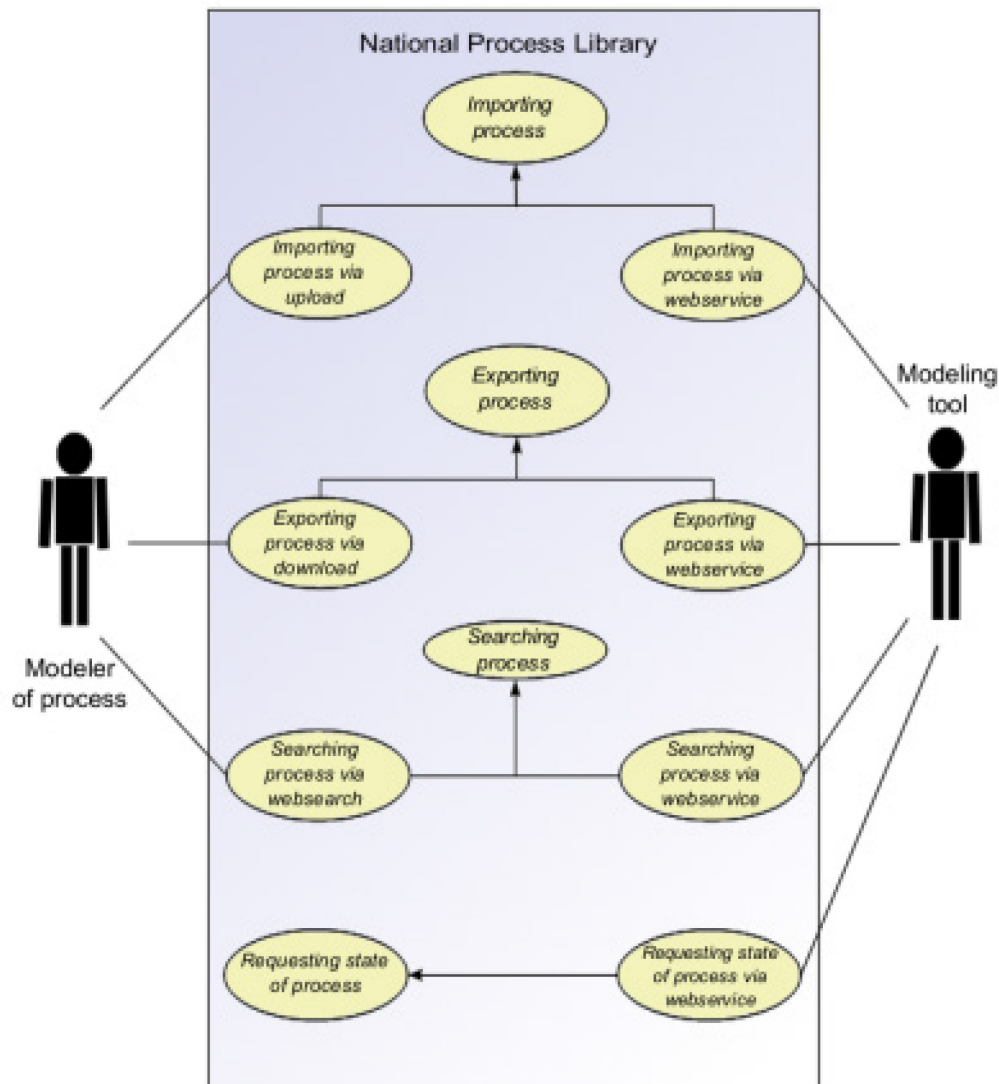 National Process Library
Importing
process
Importing
process via
upload
Importing
process via
webservice
Exporting
process
Modeling
tool
Exporting
process via
download
Exporting
process via
webservice
Searching
process
Modeler
of process
Searching
process via
websearch
Searching
process via
webservice
Requesting state
of process
Requesting state
of process via
webservice